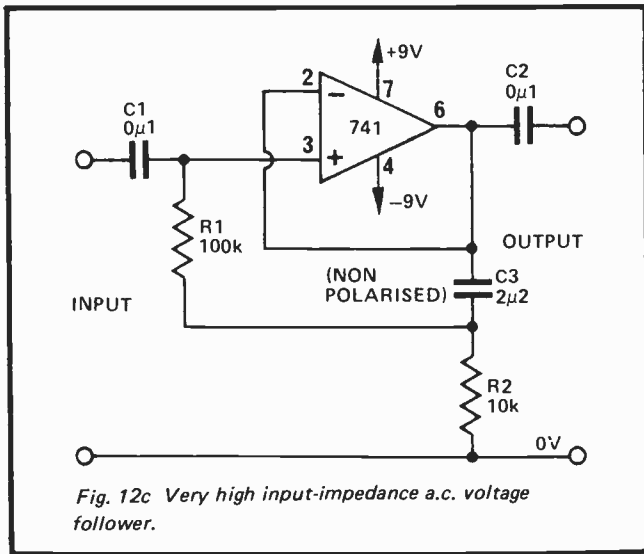 +9V
C2
0µ1
2
7
6
C1
0µ1
–
741
3
+
4
–9V
R1
100k
OUTPUT
(NON
POLARISED)
C3
2µ2
INPUT
R2
10k
0V
Fig. 12c Very high input-impedance a.c. voltage
follower.